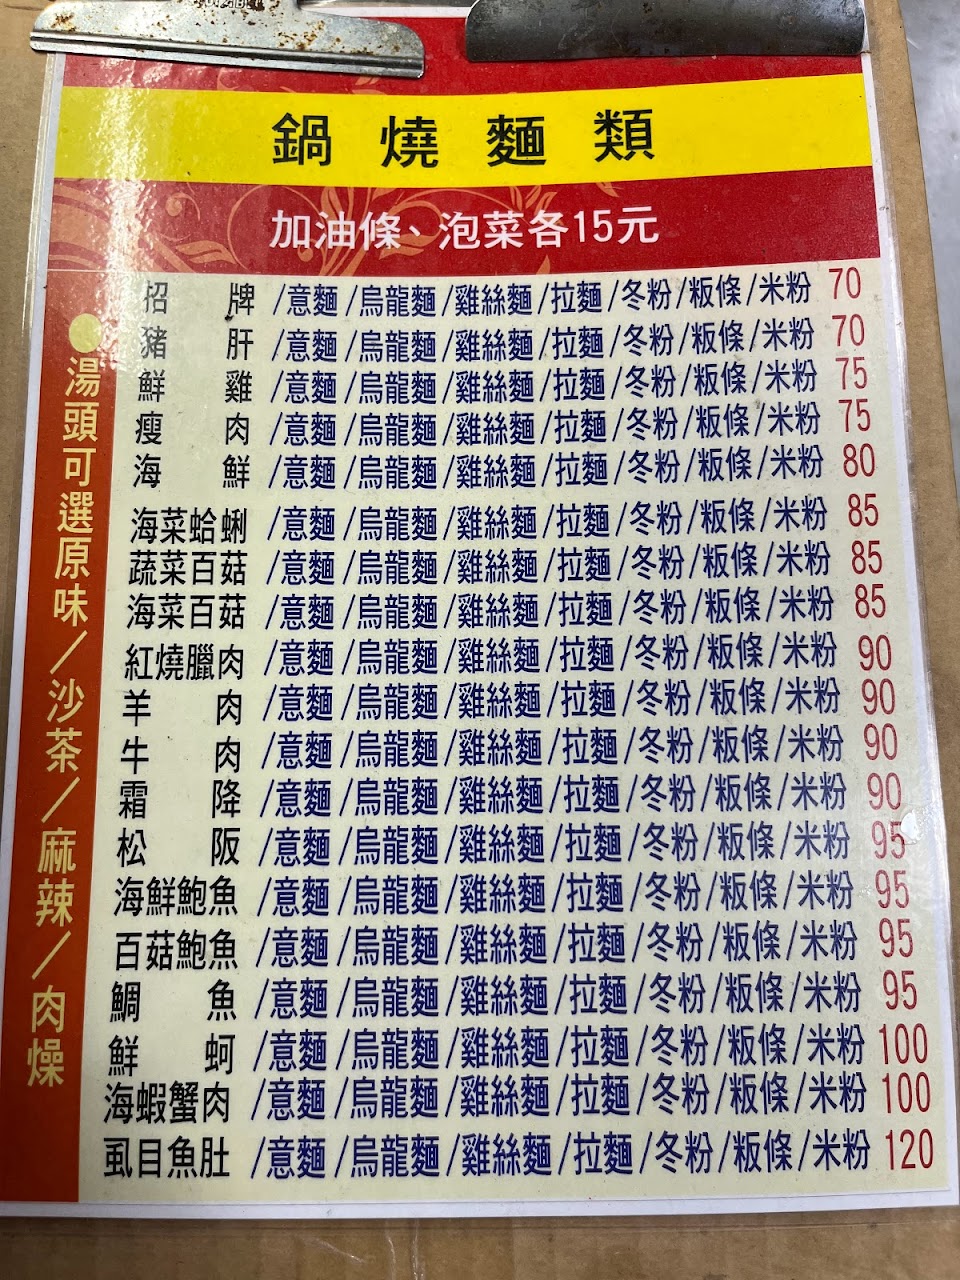 鍋燒麵類
加油條、泡菜各15元
招牌/意麵/烏龍麵/雞絲麵/拉麵/冬粉/粄條/米粉 70
豬肝/意麵/烏龍麵/雞絲麵/拉麵/冬粉/粄條/米粉 70
鮮雞/意麵/烏龍麵/雞絲麵/拉麵/冬粉/粄條/米粉 75
瘦肉/意麵/烏龍麵/雞絲麵/拉麵/冬粉/粄條/米粉 75
海鮮/意麵/烏龍麵/雞絲麵/拉麵/冬粉/粄條/米粉 80
海菜蛤蜊/意麵/烏龍麵/雞絲麵/拉麵/冬粉/粄條/米粉 85
蔬菜百菇/意麵/烏龍麵/雞絲麵/拉麵/冬粉/粄條/米粉 85
海菜百菇/意麵/烏龍麵/雞絲麵/拉麵/冬粉/粄條/米粉 85
紅燒臘肉/意麵/烏龍麵/雞絲麵/拉麵/冬粉/粄條/米粉 90
羊肉/意麵/烏龍麵/雞絲麵/拉麵/冬粉/粄條/米粉 90
牛肉/意麵/烏龍麵/雞絲麵/拉麵/冬粉/粄條/米粉 90
霜降/意麵/烏龍麵/雞絲麵/拉麵/冬粉/粄條/米粉 90
松阪/意麵/烏龍麵/雞絲麵/拉麵/冬粉/粄條/米粉 95
海鮮鮑魚/意麵/烏龍麵/雞絲麵/拉麵/冬粉/粄條/米粉 95
百菇鮑魚/意麵/烏龍麵/雞絲麵/拉麵/冬粉/粄條/米粉 95
鯛魚/意麵/烏龍麵/雞絲麵/拉麵/冬粉/粄條/米粉 95
鮮蚵/意麵/烏龍麵/雞絲麵/拉麵/冬粉/粄條/米粉 100
海蝦蟹肉/意麵/烏龍麵/雞絲麵/拉麵/冬粉/粄條/米粉 100
虱目魚肚/意麵/烏龍麵/雞絲麵/拉麵/冬粉/粄條/米粉 120
●湯頭可選原味/沙茶/麻辣/肉燥